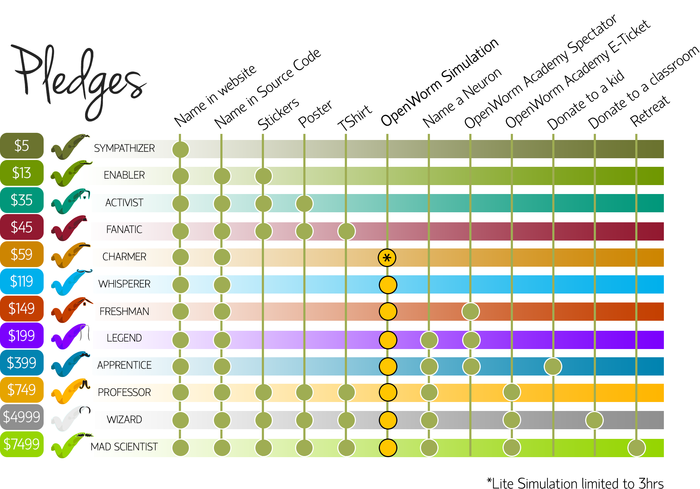 Pledges
Name in website
Name in Source Code
Stickers
Poster
TShirt
OpenWorm Simulation
Name a Neuron
OpenWorm Academy Spectator
OpenWorm Academy E-Ticket
Donate to a kid
Donate to a classroom
Retreat
$5 SYMPATHIZER
$13 ENABLER
$35 ACTIVIST
$45 FANATIC
$59 CHARMER *
$119 WHISPERER
$149 FRESHMAN
$199 LEGEND
$399 APPRENTICE
$749 PROFESSOR
$4999 WIZARD
$7499 MAD SCIENTIST
*Lite Simulation limited to 3hrs